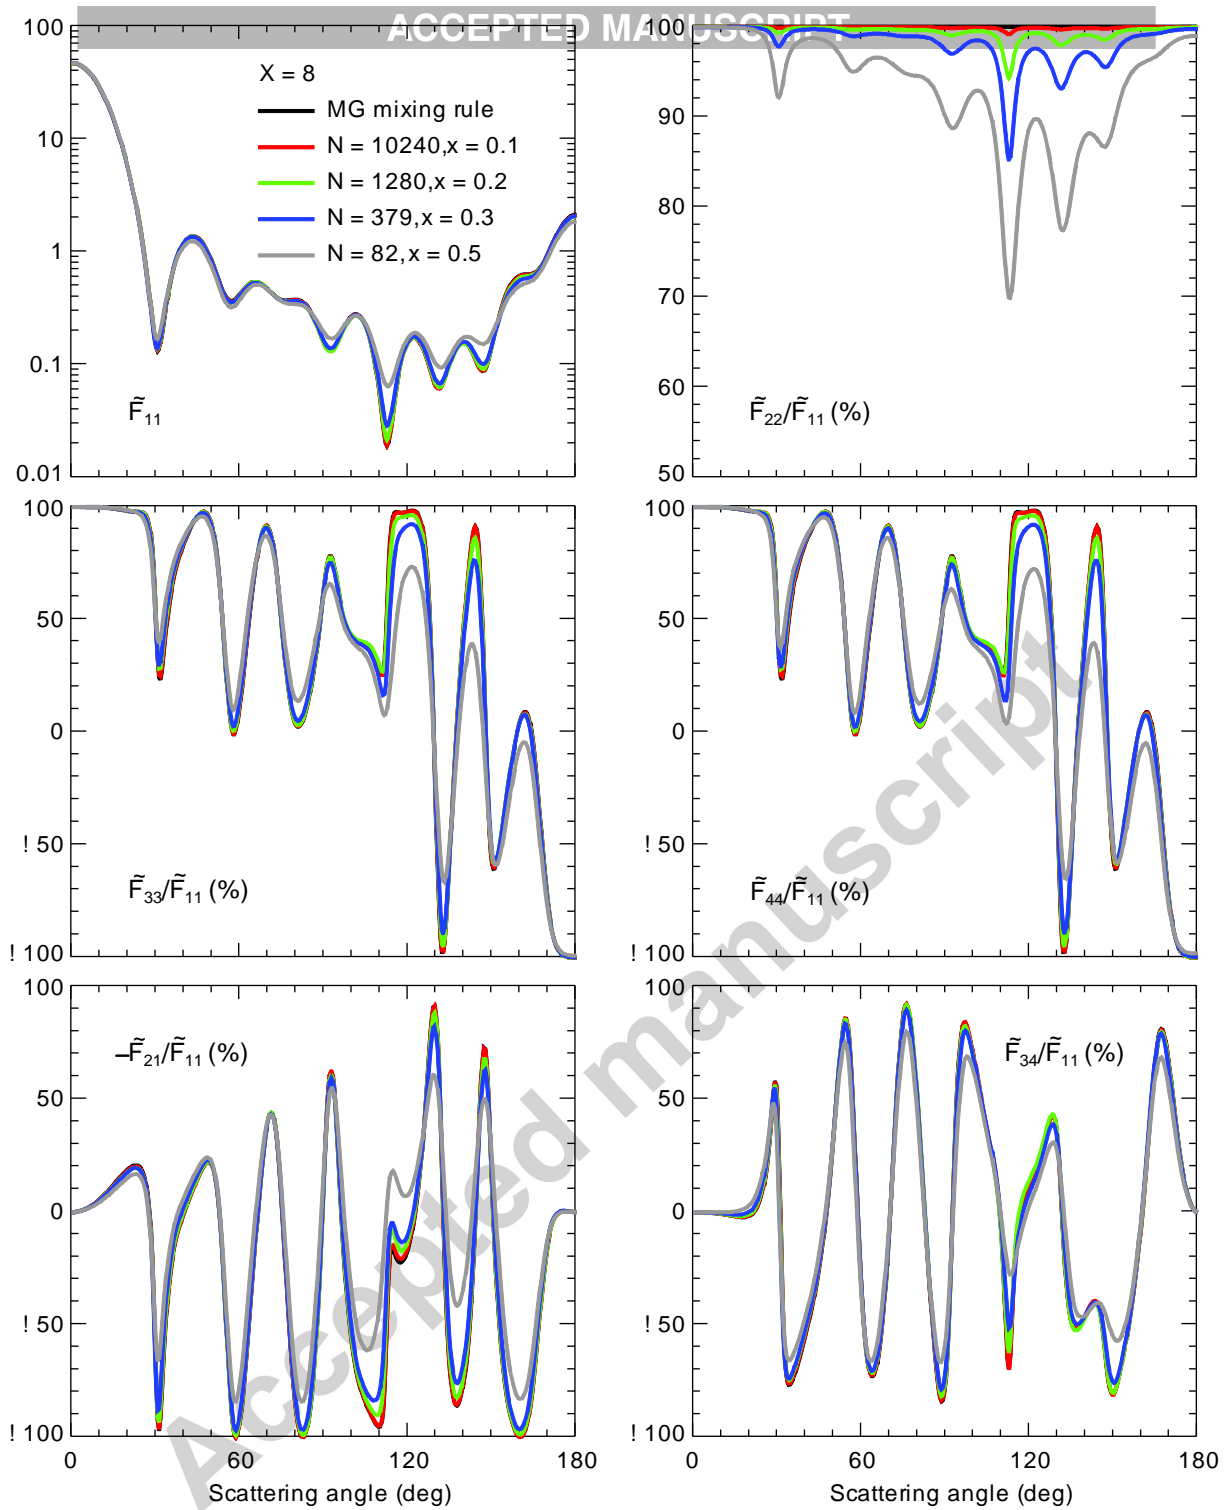 ACCEPTED MANUSCRIPT
100
10
1
0.1
0.01
X = 8
MG mixing rule
N = 10240,x = 0.1
N = 1280,x = 0.2
N = 379,x = 0.3
N = 82,x = 0.5
F̃11
100
90
80
70
60
50
F̃22/F̃11 (%)
100
50
0
! 50
! 100
F̃33/F̃11 (%)
100
50
0
! 50
! 100
F̃44/F̃11 (%)
100
50
0
! 50
! 100
–F̃21/F̃11 (%)
0
60
120
180
Scattering angle (deg)
100
50
0
! 50
! 100
F̃34/F̃11 (%)
0
60
120
180
Scattering angle (deg)
Accepted manuscript